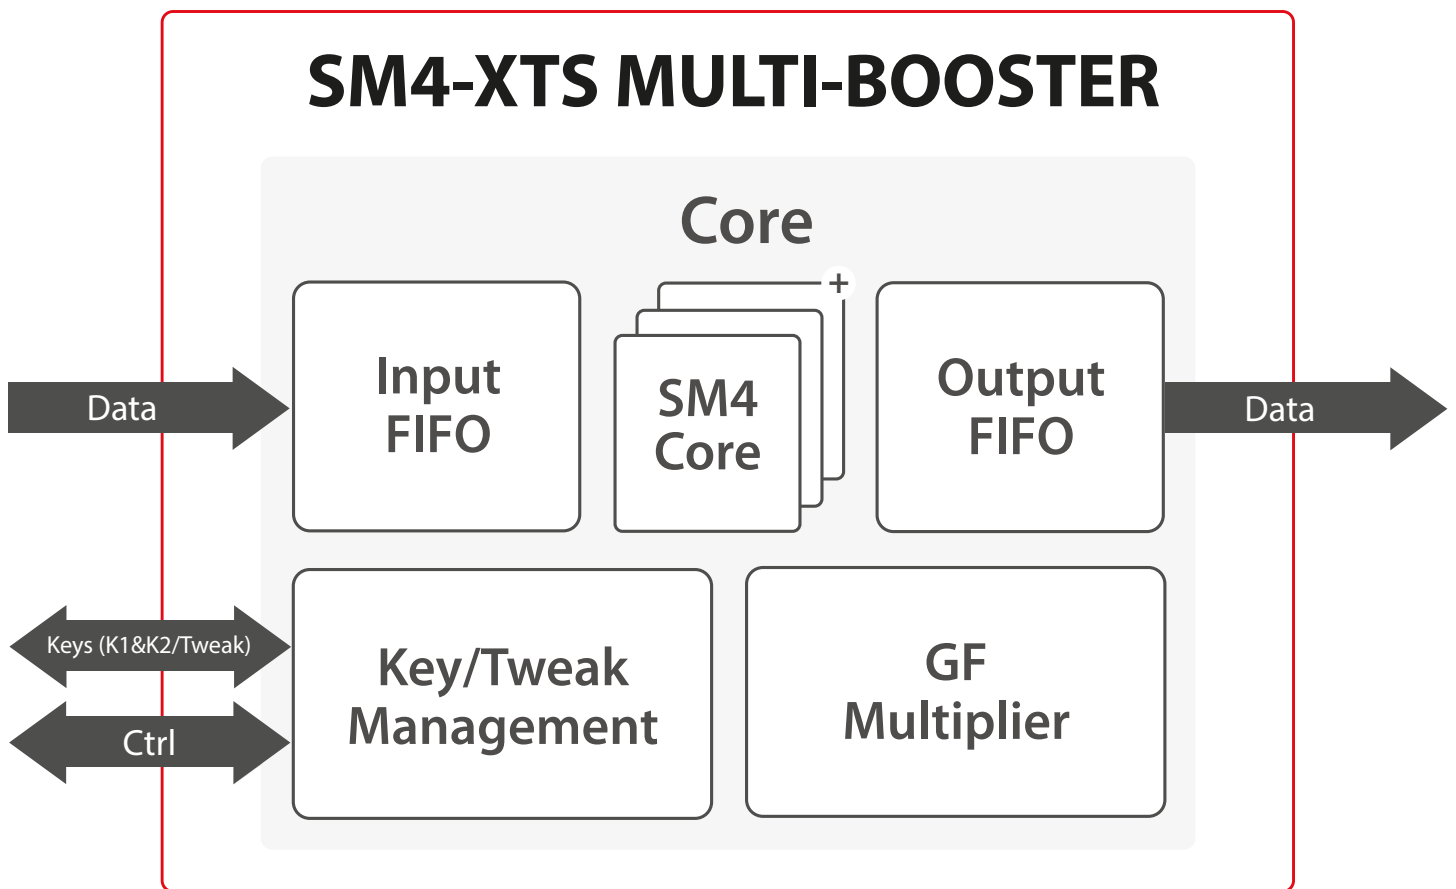 SM4-XTS MULTI-BOOSTER
Core
+
Input
FIFO
SM4
Core
Output
FIFO
Data
Data
Keys (K1&K2/Tweak)
Ctrl
Key/Tweak
Management
GF
Multiplier